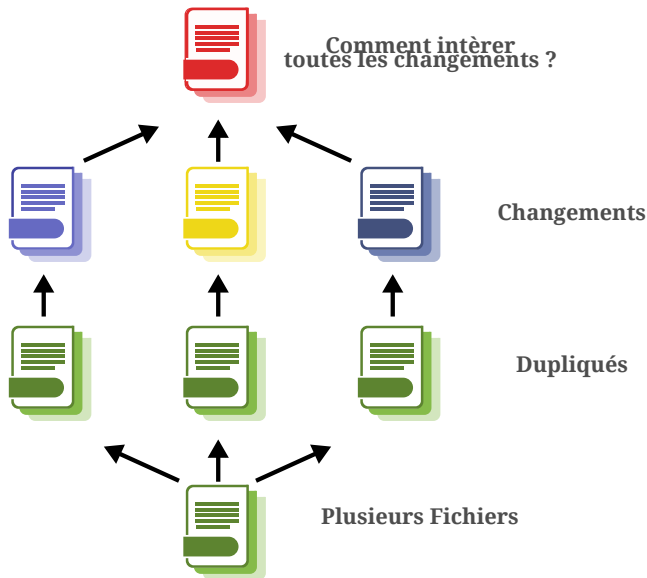 Comment intèrer
toutes les changements ?
Changements
Dupliqués
Plusieurs Fichiers